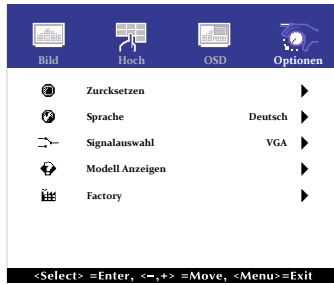 Bild Hoch OSD Optionen
Zurcksetzen
Sprache Deutsch
Signalauswahl VGA
Modell Anzeigen
Factory
<Select> =Enter, <−,+> =Move, <Menu>=Exit